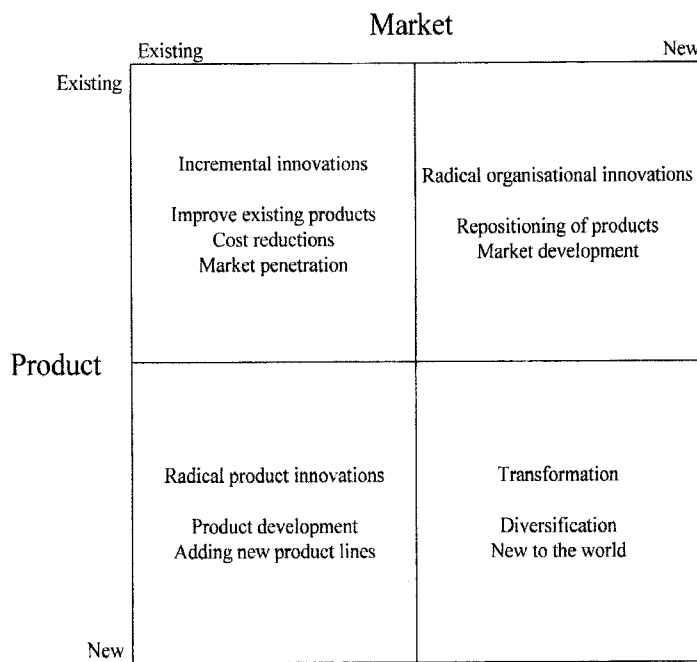 Market
Existing
New
Existing
Incremental innovations
Improve existing products
Cost reductions
Market penetration
Radical organisational innovations
Repositioning of products
Market development
Product
Radical product innovations
Product development
Adding new product lines
Transformation
Diversification
New to the world
New